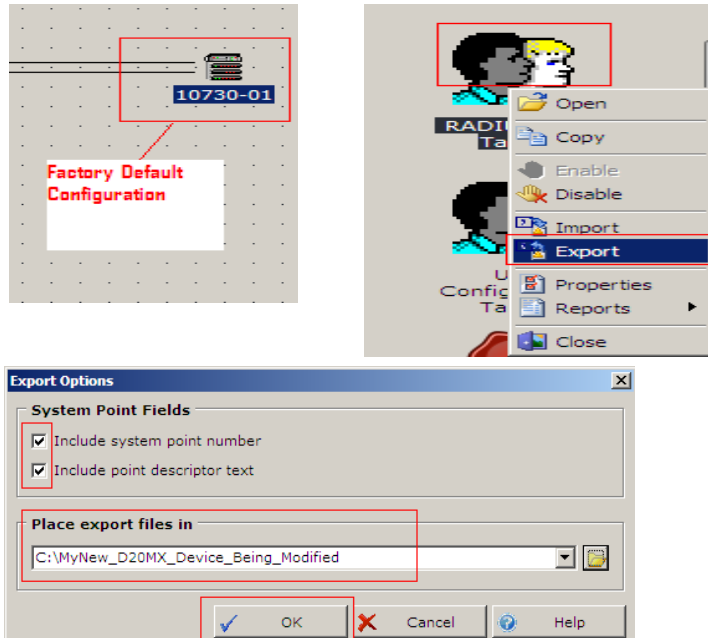 10730-01
Factory Default
Configuration
RADI
Ta
Open
Copy
Enable
Disable
Import
Export
Properties
Reports
Close
U
Config
Ta
Export Options
System Point Fields
Include system point number
Include point descriptor text
Place export files in
C:\MyNew_D20MX_Device_Being_Modified
OK
Cancel
Help